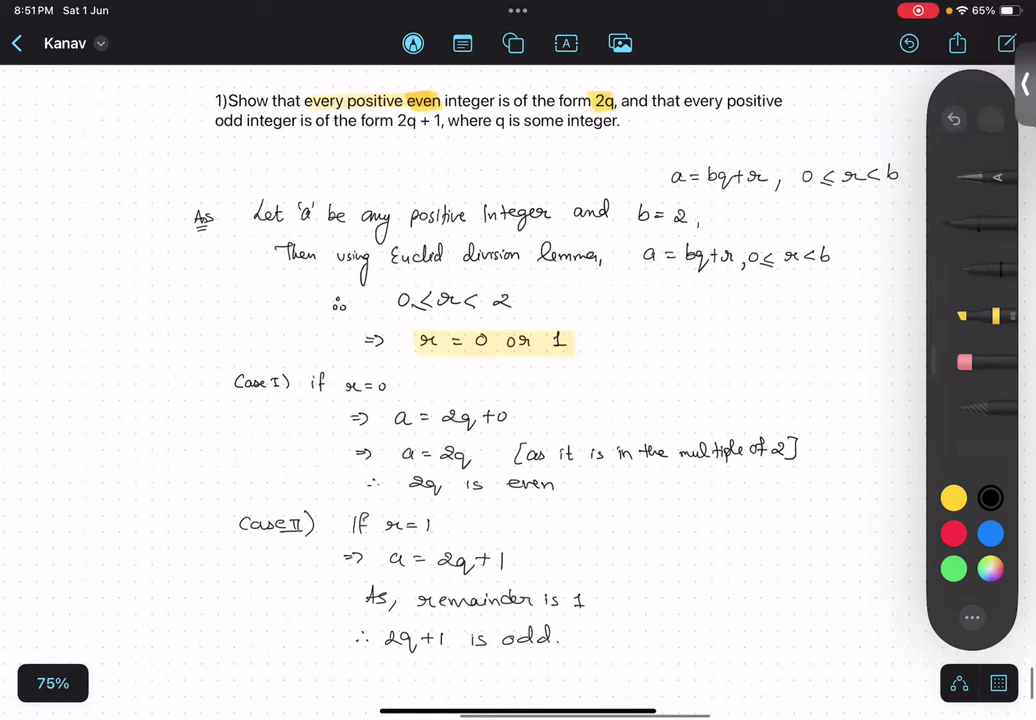 8:51 PM Sat 1 Jun
65%
Kanav
A
1)Show that every positive even integer is of the form 2q, and that every positive
odd integer is of the form 2q + 1, where q is some integer.
a = bq + r, 0 ≤ r < b
As Let 'a' be any positive Integer and b = 2,
Then using Euclid division lemma, a = bq + r, 0 ≤ r < b
∴ 0 ≤ r < 2
⇒ r = 0 or 1
Case I) if r = 0
⇒ a = 2q + 0
⇒ a = 2q [as it is in the multiple of 2]
∴ 2q is even
Case II) If r = 1
⇒ a = 2q + 1
As, remainder is 1
∴ 2q + 1 is odd.
A
75%